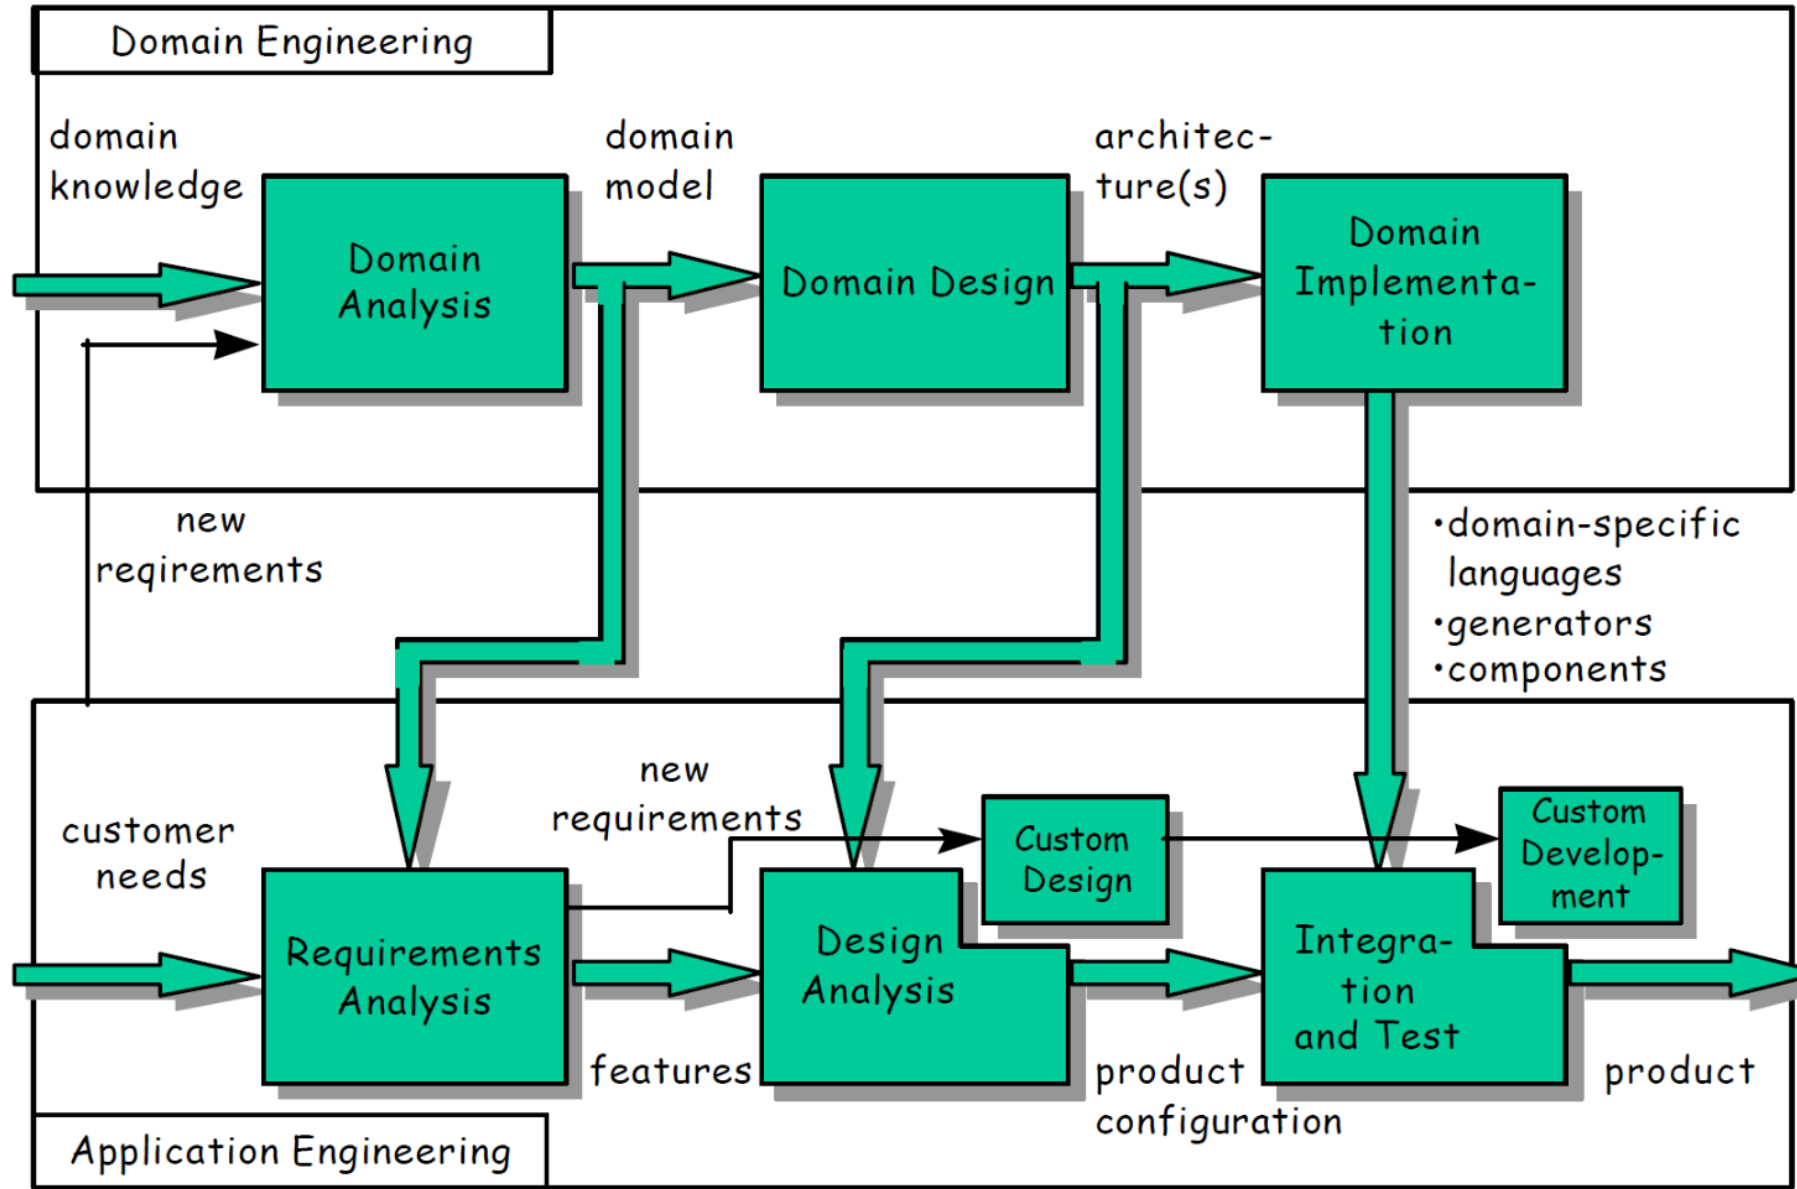 Domain Engineering
domain
knowledge
domain
model
architec-
ture(s)
Domain
Analysis
Domain Design
Domain
Implementa-
tion
new
reqirements
•domain-specific
languages
•generators
•components
customer
needs
new
requirements
Custom
Design
Custom
Develop-
ment
Requirements
Analysis
Design
Analysis
Integra-
tion
and Test
features
product
configuration
product
Application Engineering